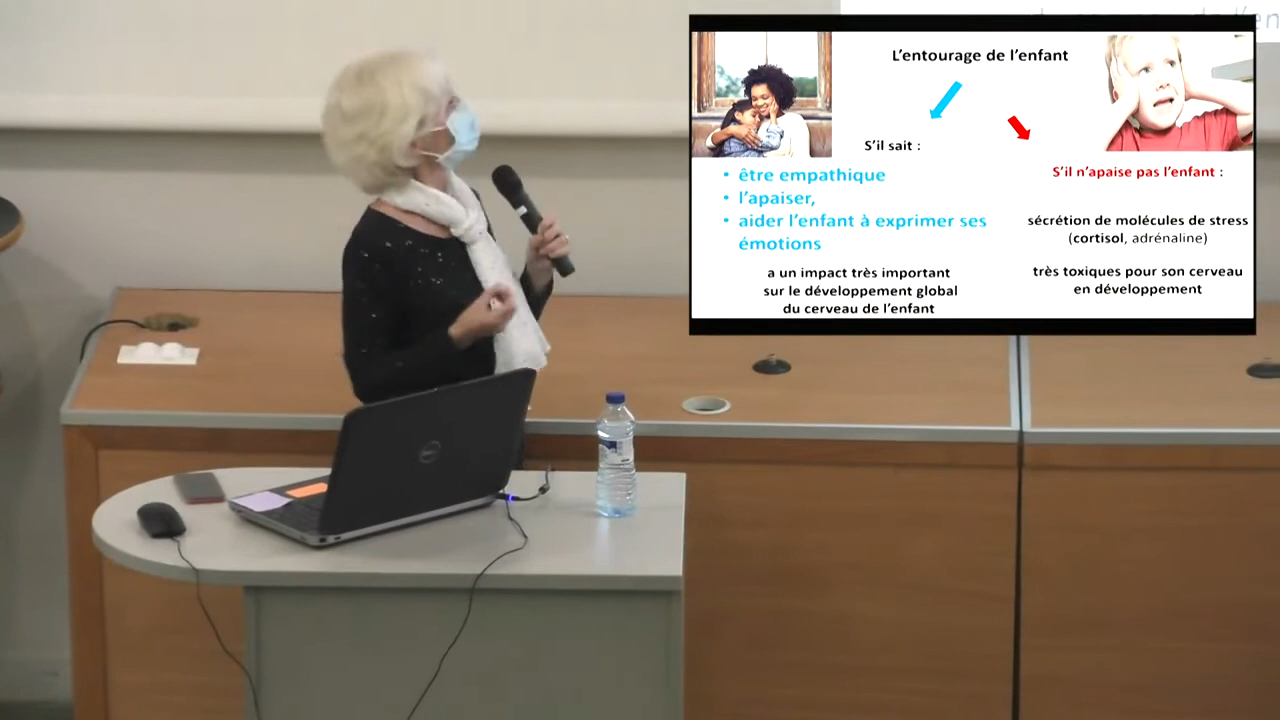 L'entourage de l'enfant
S'il sait :
• être empathique
• l'apaiser,
• aider l'enfant à exprimer ses
émotions
a un impact très important
sur le développement global
du cerveau de l'enfant
S'il n'apaise pas l'enfant :
sécrétion de molécules de stress
(cortisol, adrénaline)
très toxiques pour son cerveau
en développement
DELL